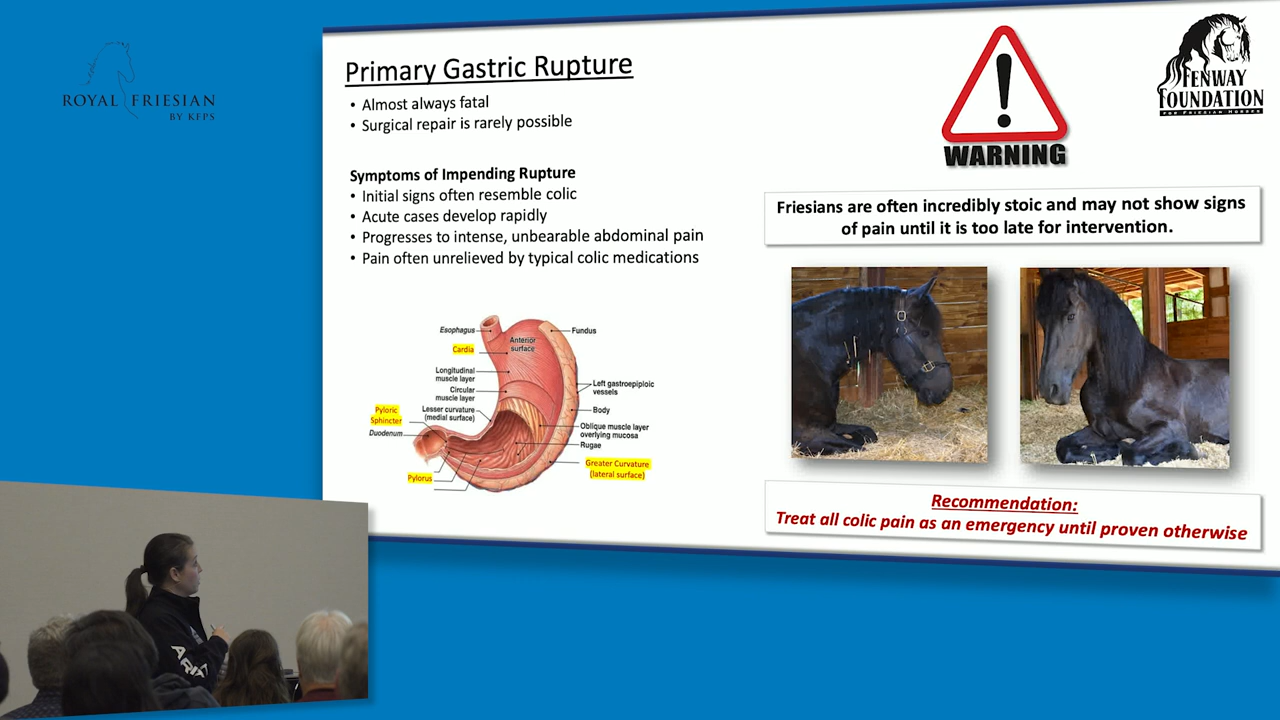 ROYAL FRIESIAN
BY KFPS
Primary Gastric Rupture
• Almost always fatal
• Surgical repair is rarely possible
Symptoms of Impending Rupture
• Initial signs often resemble colic
• Acute cases develop rapidly
• Progresses to intense, unbearable abdominal pain
• Pain often unrelieved by typical colic medications
Esophagus
Cardia
Longitudinal
muscle layer
Circular
muscle layer
Lesser curvature
(medial surface)
Pyloric
Sphincter
Duodenum
Pylorus
Anterior
surface
Fundus
Left gastroepiploic
vessels
Body
Oblique muscle layer
overlying mucosa
Rugae
Greater Curvature
(lateral surface)
WARNING
FENWAY
FOUNDATION
FOR FRIESIAN HORSES
Friesians are often incredibly stoic and may not show signs
of pain until it is too late for intervention.
Recommendation:
Treat all colic pain as an emergency until proven otherwise